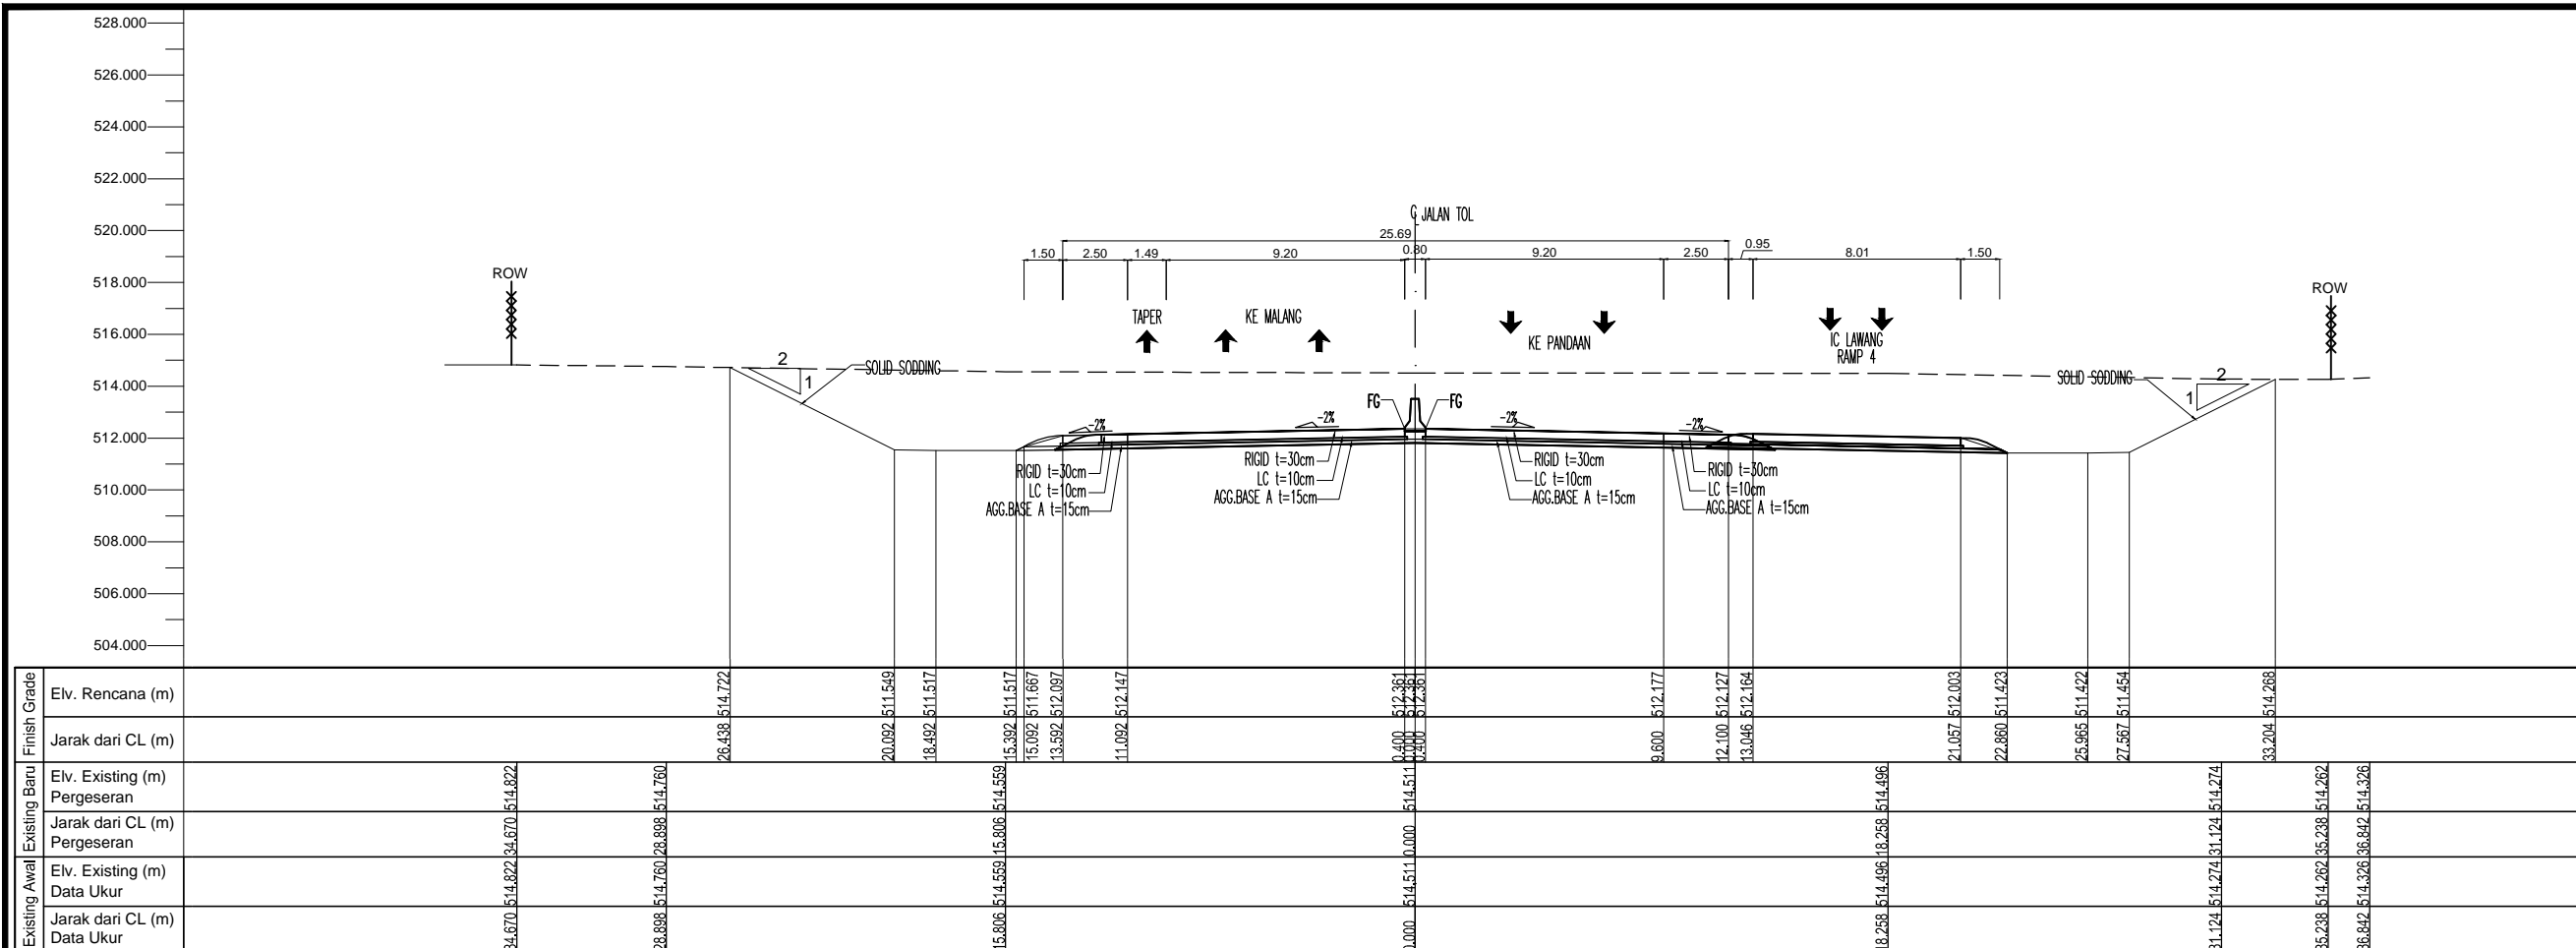 528.000
526.000
524.000
522.000
520.000
518.000
516.000
514.000
512.000
510.000
508.000
506.000
504.000
CL JALAN TOL
25.69
1.50 2.50 1.49 9.20 0.80 9.20 2.50 0.95 8.01 1.50
ROW
ROW
TAPER
KE MALANG
KE PANDAAN
IC LAWANG
RAMP 4
2
1
SOLID SODDING
SOLID SODDING
2
1
FG FG
-2%
-2%
-2%
-2%
RIGID t=30cm
LC t=10cm
AGG.BASE A t=15cm
RIGID t=30cm
LC t=10cm
AGG.BASE A t=15cm
RIGID t=30cm
LC t=10cm
AGG.BASE A t=15cm
RIGID t=30cm
LC t=10cm
AGG.BASE A t=15cm
Finish Grade
Elv. Rencana (m)
514.722 511.549 511.517 511.517 511.667 512.097 512.147 512.361 512.361 512.361 512.177 512.127 512.164 512.003 511.423 511.422 511.454 514.268
Jarak dari CL (m)
26.438 20.092 18.492 15.392 15.092 13.592 11.092 0.400 0.000 0.400 9.600 12.100 13.046 21.057 22.860 25.965 27.567 33.204
Existing Baru
Elv. Existing (m)
Pergeseran
514.822 514.760 514.559 514.511 514.496 514.274 514.262 514.326
Jarak dari CL (m)
Pergeseran
34.670 28.898 15.806 0.000 18.258 31.124 35.238 36.842
Existing Awal
Elv. Existing (m)
Data Ukur
514.822 514.760 514.559 514.511 514.496 514.274 514.262 514.326
Jarak dari CL (m)
Data Ukur
34.670 28.898 15.806 0.000 18.258 31.124 35.238 36.842